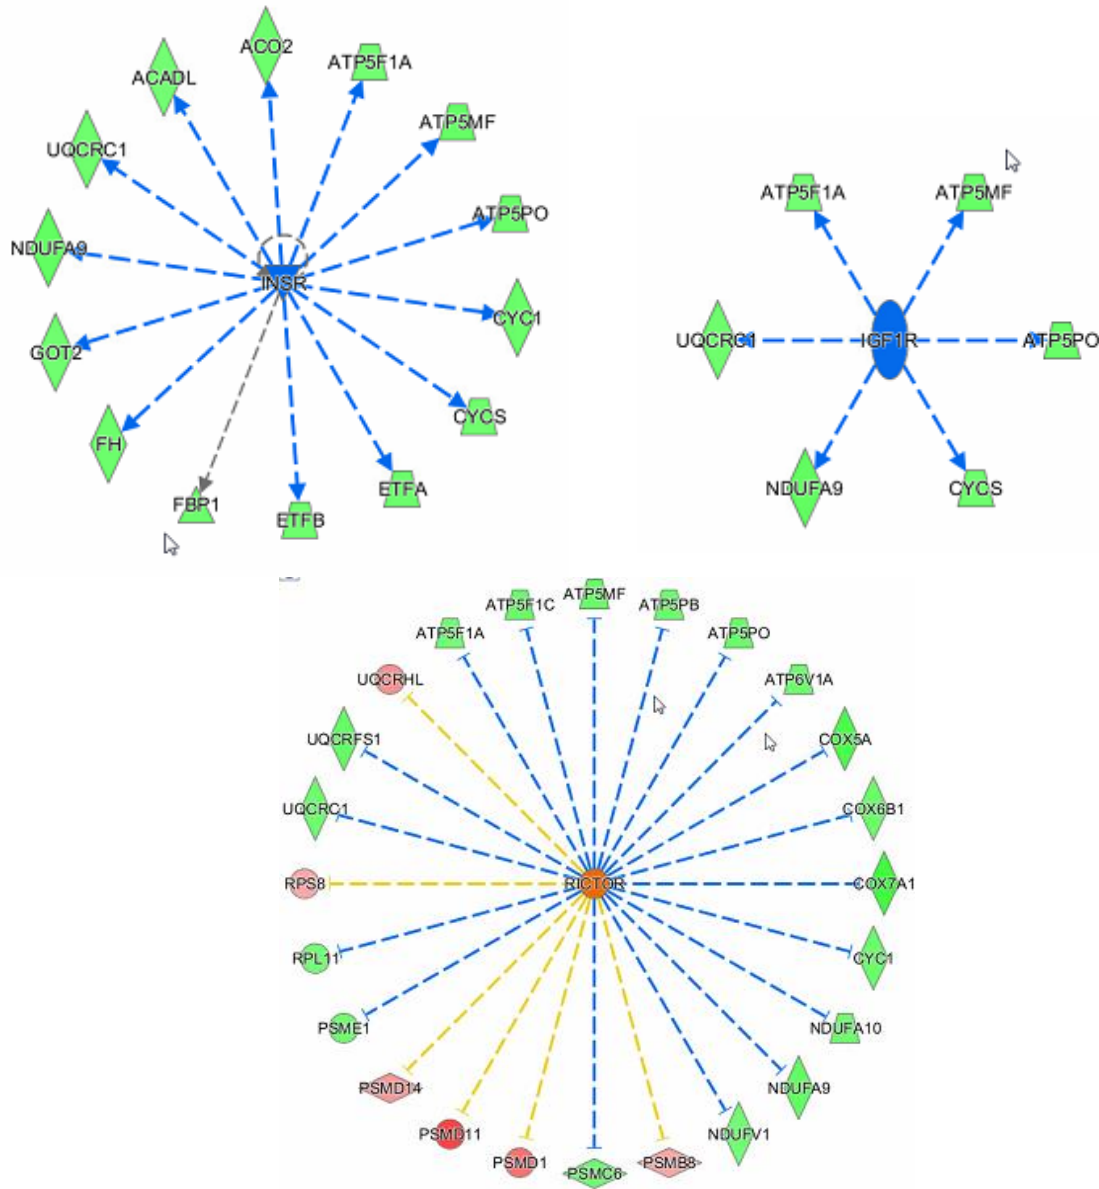 ACO2
ATP5F1A
ACADL
ATP5MF
UQCRC1
ATP5PO
NDUFA9
INSR
CYC1
GOT2
CYCS
FH
ETFA
FBP1
ETFB
ATP5F1A
ATP5MF
UQCRC1
IGF1R
ATP5PO
NDUFA9
CYCS
ATP5MF
ATP5F1C
ATP5PB
ATP5F1A
ATP5PO
UQCRHL
ATP6V1A
UQCRFS1
COX5A
UQCRC1
COX6B1
RPS8
RICTOR
COX7A1
RPL11
CYC1
PSME1
NDUFA10
PSMD14
NDUFA9
PSMD11
NDUFV1
PSMD1
PSMC6
PSMB8